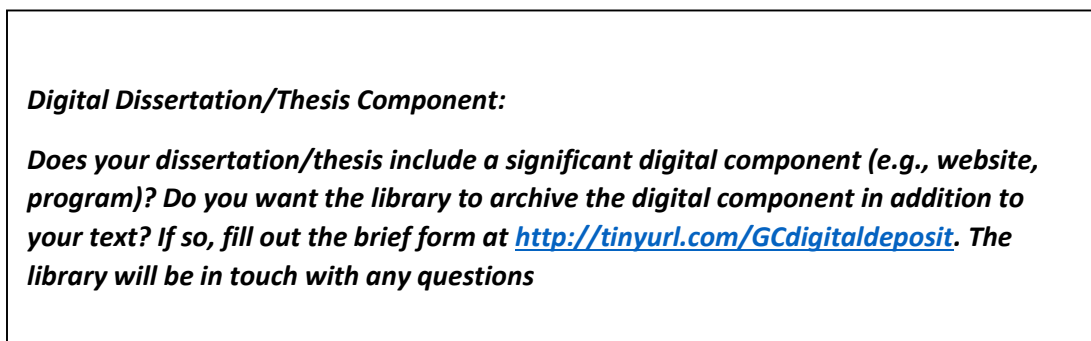 Digital Dissertation/Thesis Component:
Does your dissertation/thesis include a significant digital component (e.g., website,
program)? Do you want the library to archive the digital component in addition to
your text? If so, fill out the brief form at http://tinyurl.com/GCdigitaldeposit. The
library will be in touch with any questions